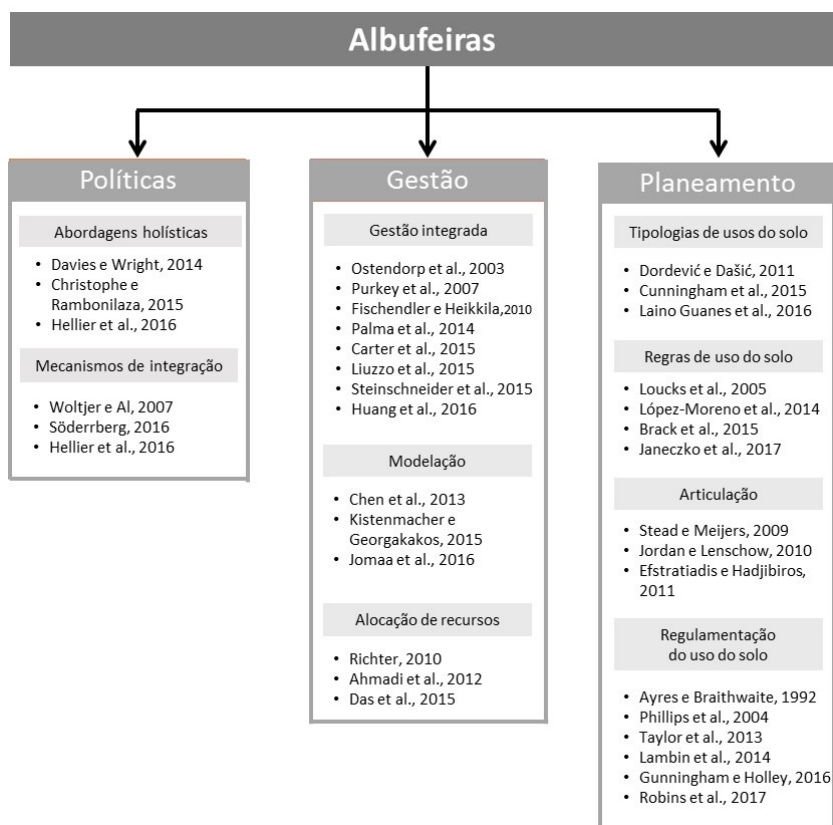 Albufeiras
Políticas
Abordagens holísticas
• Davies e Wright, 2014
• Christophe e
Rambonilaza, 2015
• Hellier et al., 2016
Mecanismos de integração
• Woltjer e Al, 2007
• Söderrberg, 2016
• Hellier et al., 2016
Gestão
Gestão integrada
• Ostendorp et al., 2003
• Purkey et al., 2007
• Fischendler e Heikkila,2010
• Palma et al., 2014
• Carter et al., 2015
• Liuzzo et al., 2015
• Steinschneider et al., 2015
• Huang et al., 2016
Modelação
• Chen et al., 2013
• Kistenmacher e
Georgakakos, 2015
• Jomaa et al., 2016
Alocação de recursos
• Richter, 2010
• Ahmadi et al., 2012
• Das et al., 2015
Planeamento
Tipologias de usos do solo
• Dordević e Dašić, 2011
• Cunningham et al., 2015
• Laino Guanes et al., 2016
Regras de uso do solo
• Loucks et al., 2005
• López-Moreno et al., 2014
• Brack et al., 2015
• Janeczko et al., 2017
Articulação
• Stead e Meijers, 2009
• Jordan e Lenschow, 2010
• Efstratiadis e Hadjibiros,
2011
Regulamentação
do uso do solo
• Ayres e Braithwaite, 1992
• Phillips et al., 2004
• Taylor et al., 2013
• Lambin et al., 2014
• Gunningham e Holley, 2016
• Robins et al., 2017